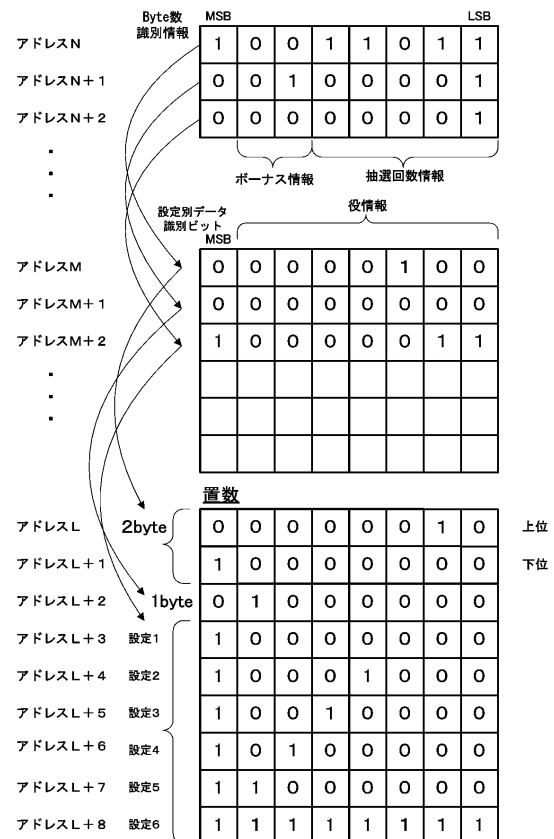 Byte数
識別情報 MSB LSB
アドレスN 1 0 0 1 1 0 1 1
アドレスN+1 0 0 1 0 0 0 0 1
アドレスN+2 0 0 0 0 0 0 0 1
・
・
・
ボーナス情報 抽選回数情報
設定別データ
識別ビット
MSB
役情報
アドレスM 0 0 0 0 0 1 0 0
アドレスM+1 0 0 0 0 0 0 0 0
アドレスM+2 1 0 0 0 0 0 1 1
・
・
・
置数
アドレスL 2byte 0 0 0 0 0 0 1 0 上位
アドレスL+1 1 0 0 0 0 0 0 0 下位
アドレスL+2 1byte 0 1 0 0 0 0 0 0
アドレスL+3 設定1 1 0 0 0 0 0 0 0
アドレスL+4 設定2 1 0 0 0 1 0 0 0
アドレスL+5 設定3 1 0 0 1 0 0 0 0
アドレスL+6 設定4 1 0 1 0 0 0 0 0
アドレスL+7 設定5 1 1 0 0 0 0 0 0
アドレスL+8 設定6 1 1 1 1 1 1 1 1